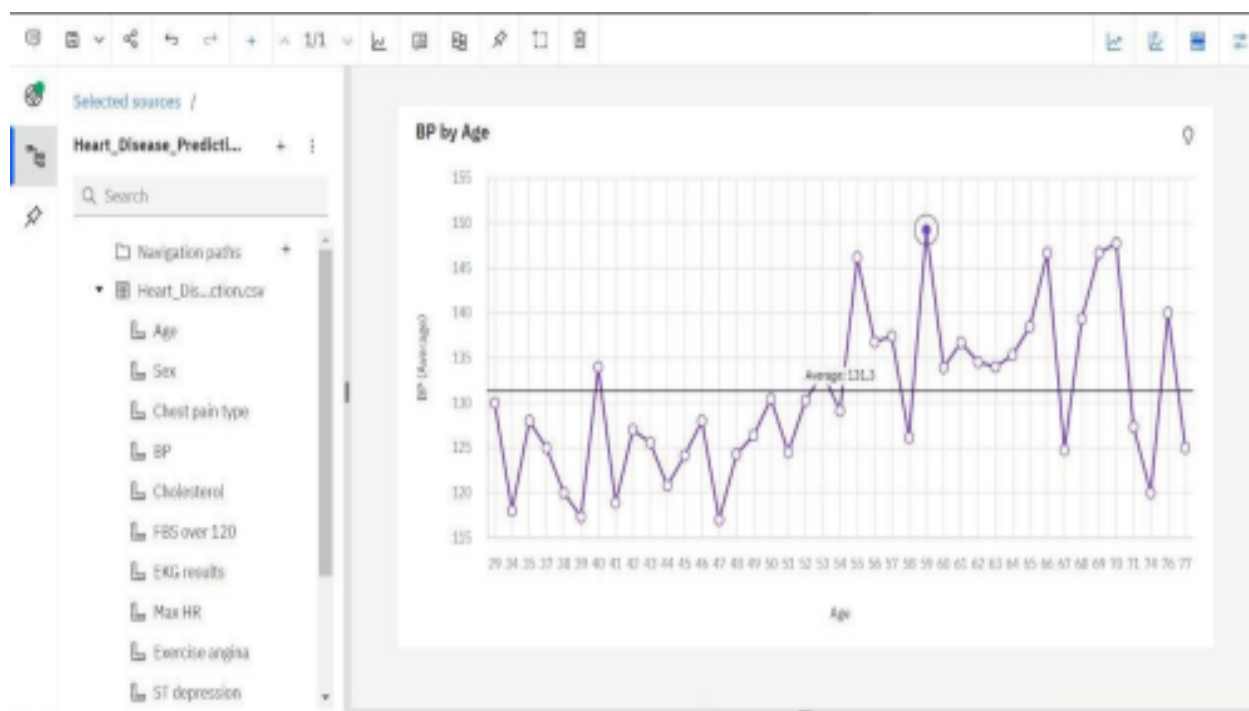 1/1
Selected sources /
Heart_Disease_Predicti...
Search
Navigation paths
Heart_Dis...ction.csv
Age
Sex
Chest pain type
BP
Cholesterol
FBS over 120
EKG results
Max HR
Exercise angina
ST depression
BP by Age
155
150
145
140
135
130
125
120
115
BP (Average)
Average: 131.3
29 34 35 37 38 39 40 41 42 43 44 45 46 47 48 49 50 51 52 53 54 55 56 57 58 59 60 61 62 63 64 65 66 67 68 69 70 71 74 76 77
Age